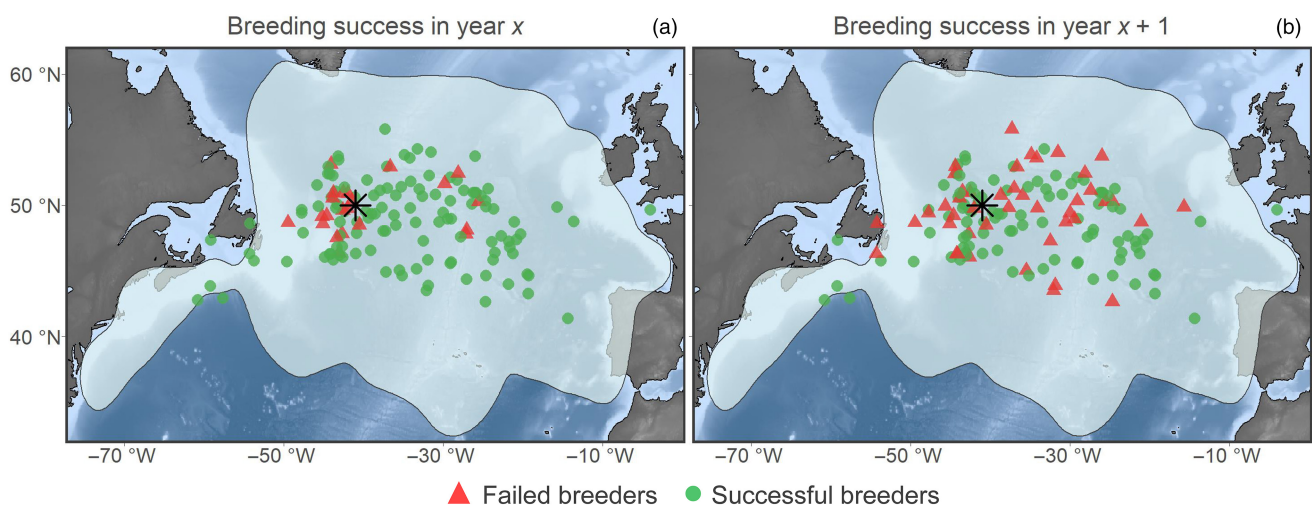 Breeding success in year x (a)
Breeding success in year x + 1 (b)
60 °N
50 °N
40 °N
–70 °W –50 °W –30 °W –10 °W
–70 °W –50 °W –30 °W –10 °W
Failed breeders Successful breeders